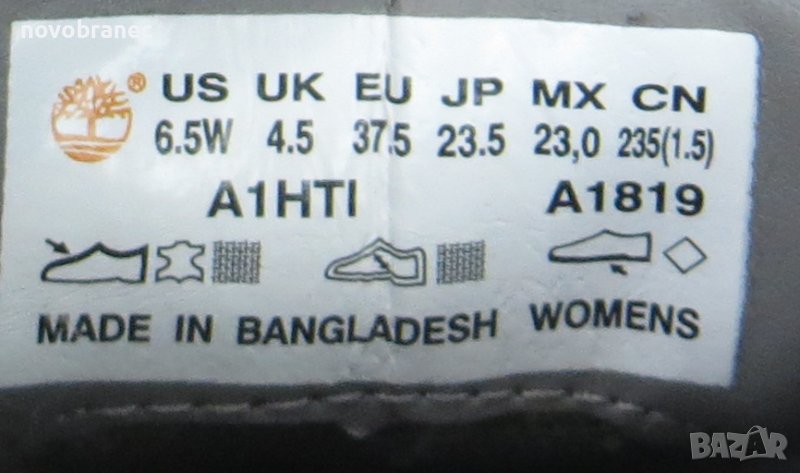 novobranec
® US UK EU JP MX CN
6.5W 4.5 37.5 23.5 23,0 235(1.5)
A1HTI A1819
MADE IN BANGLADESH WOMENS
BAZAR